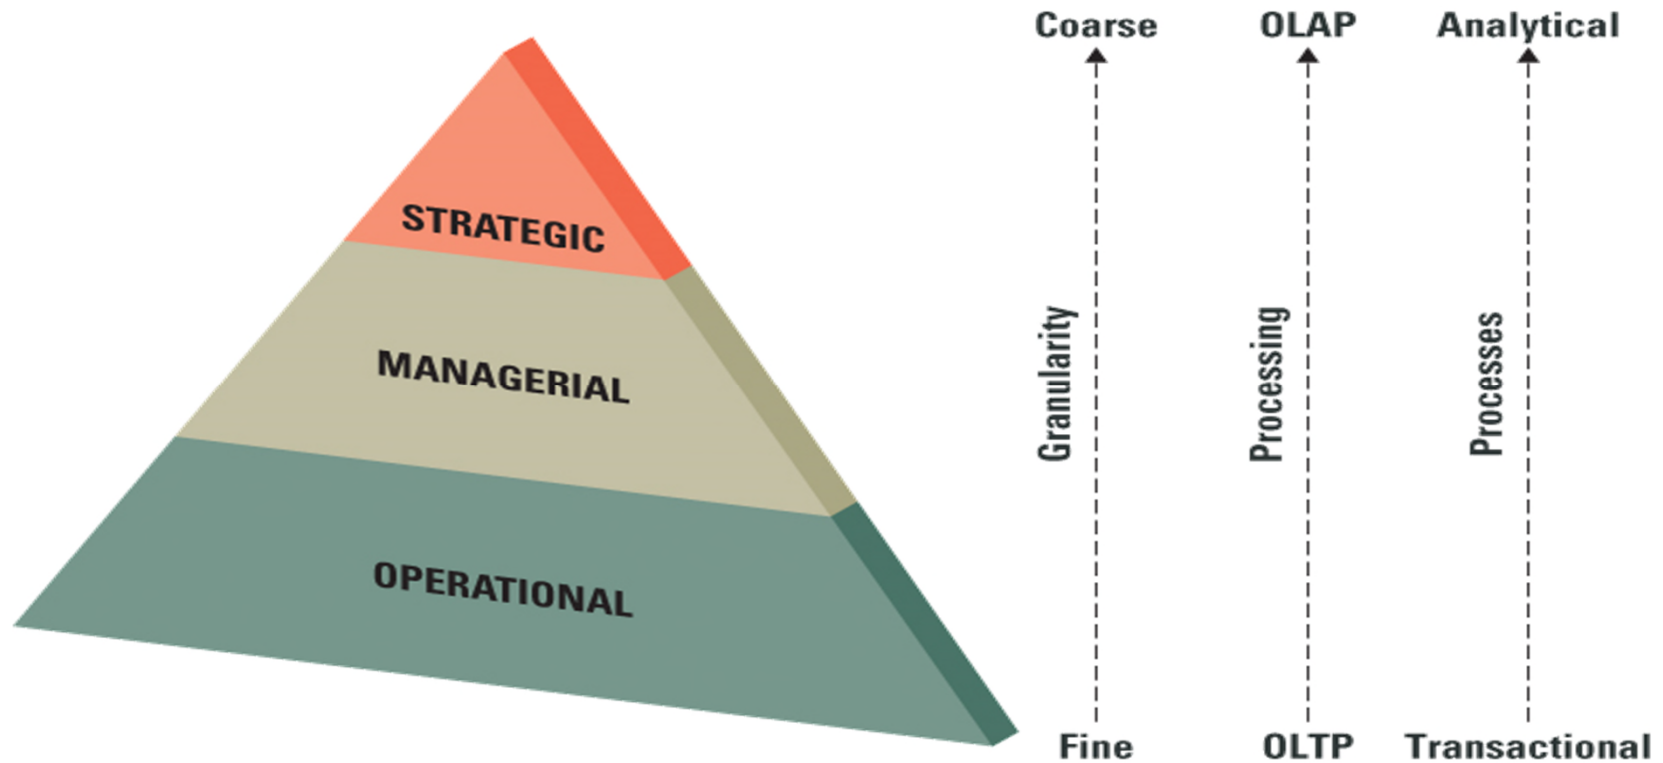 Coarse
OLAP
Analytical
STRATEGIC
MANAGERIAL
OPERATIONAL
Granularity
Processing
Processes
Fine
OLTP
Transactional